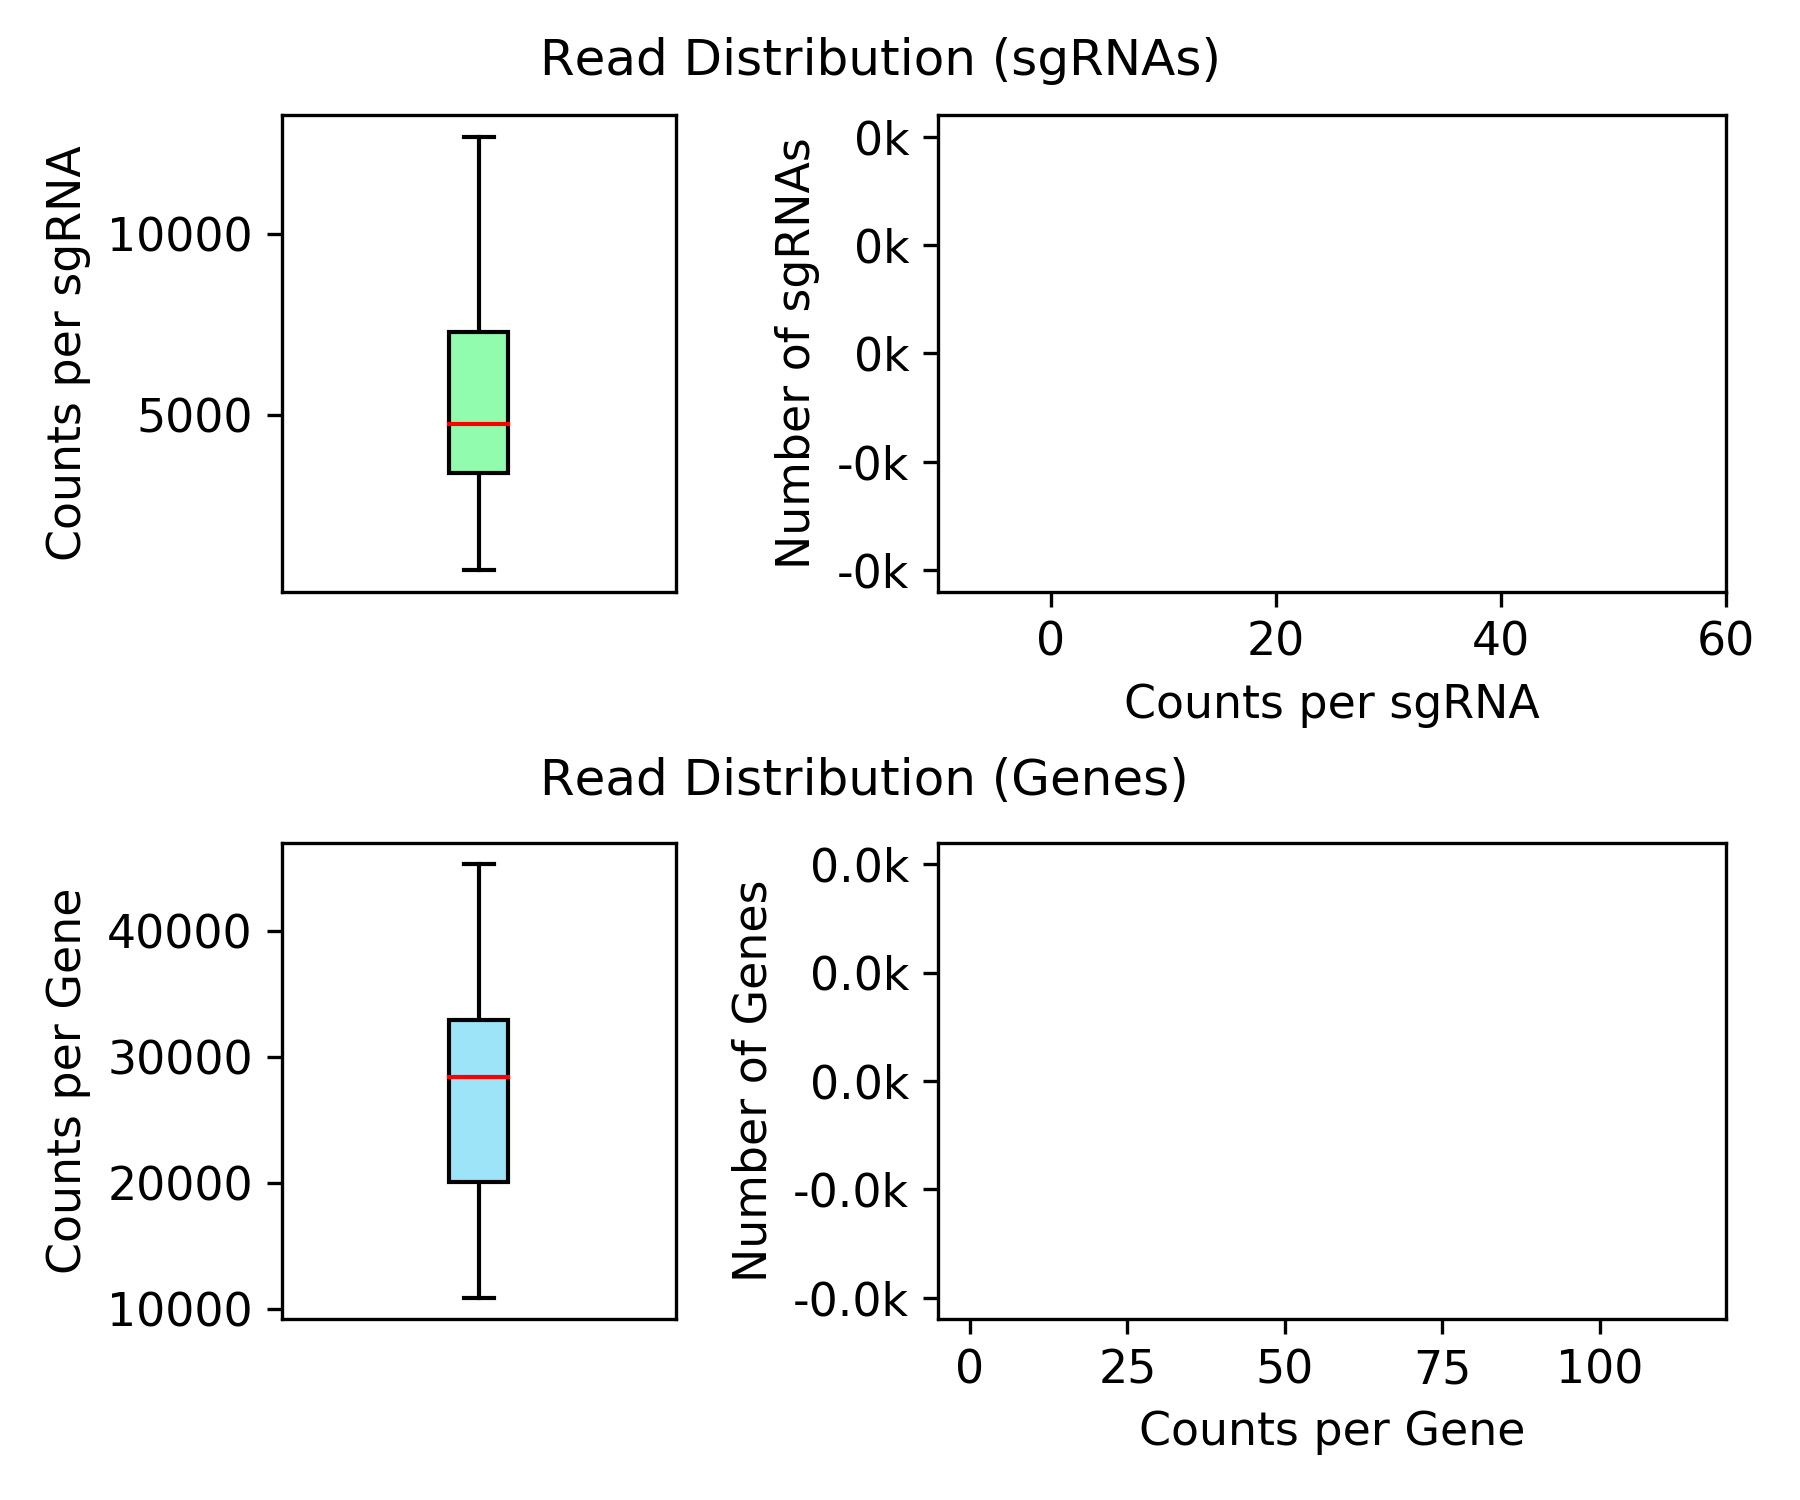 Read Distribution (sgRNAs)
Counts per sgRNA
10000
5000
Number of sgRNAs
0k
0k
0k
-0k
-0k
0 20 40 60
Counts per sgRNA
Read Distribution (Genes)
Counts per Gene
40000
30000
20000
10000
Number of Genes
0.0k
0.0k
0.0k
-0.0k
-0.0k
0 25 50 75 100
Counts per Gene